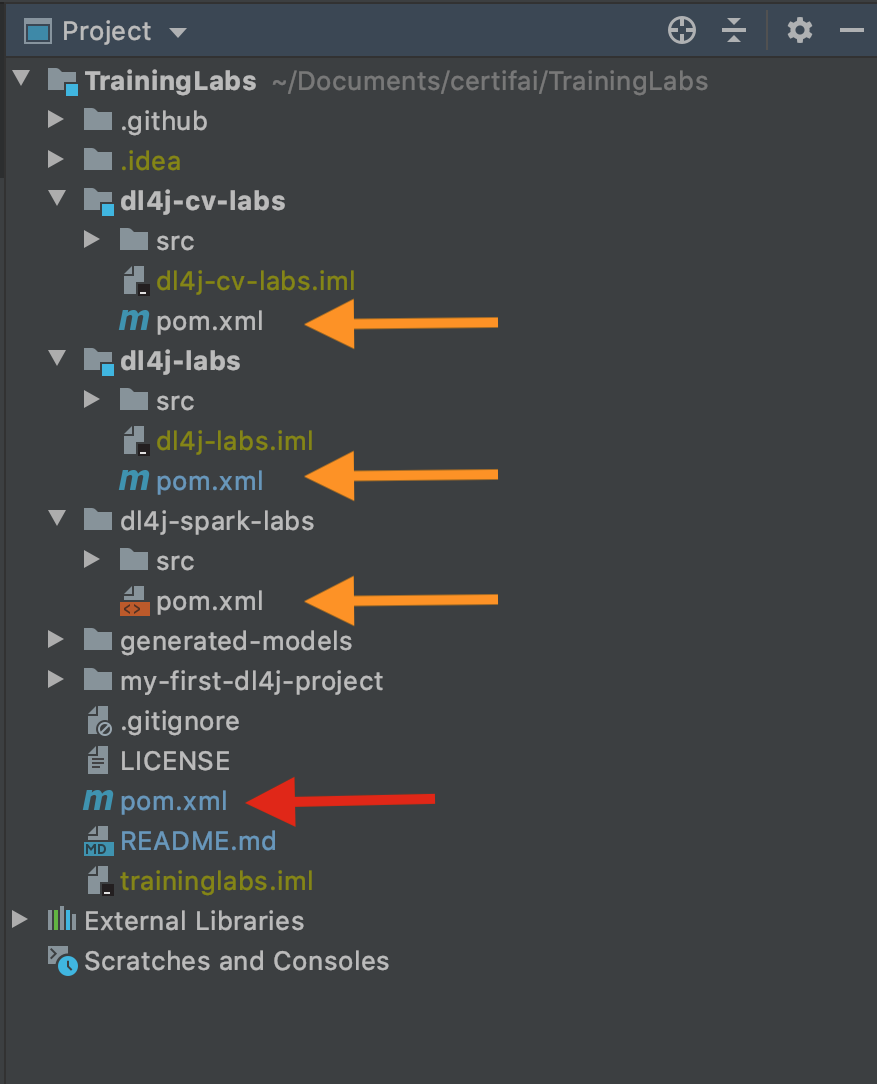 Project
TrainingLabs ~/Documents/certifai/TrainingLabs
.github
.idea
dl4j-cv-labs
src
dl4j-cv-labs.iml
m pom.xml
dl4j-labs
src
dl4j-labs.iml
m pom.xml
dl4j-spark-labs
src
<> pom.xml
generated-models
my-first-dl4j-project
.gitignore
LICENSE
m pom.xml
MD README.md
traininglabs.iml
External Libraries
Scratches and Consoles